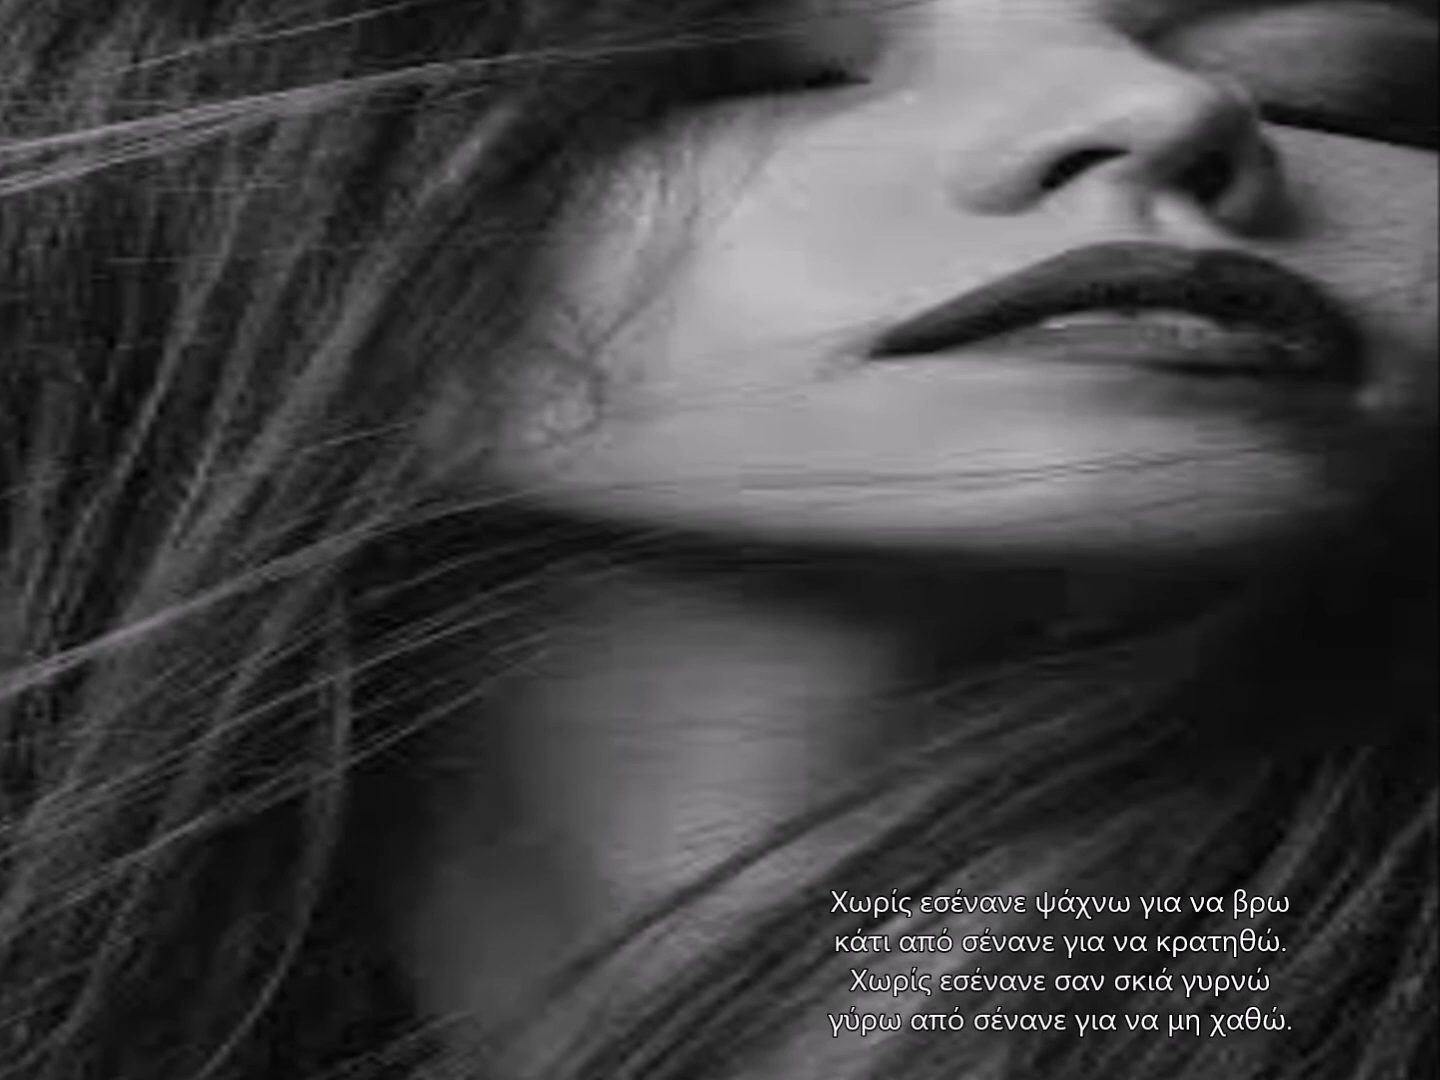 Χωρίς εσένανε ψάχνω για να βρω
κάτι από σένανε για να κρατηθώ.
Χωρίς εσένανε σαν σκιά γυρνώ
γύρω από σένανε για να μη χαθώ.